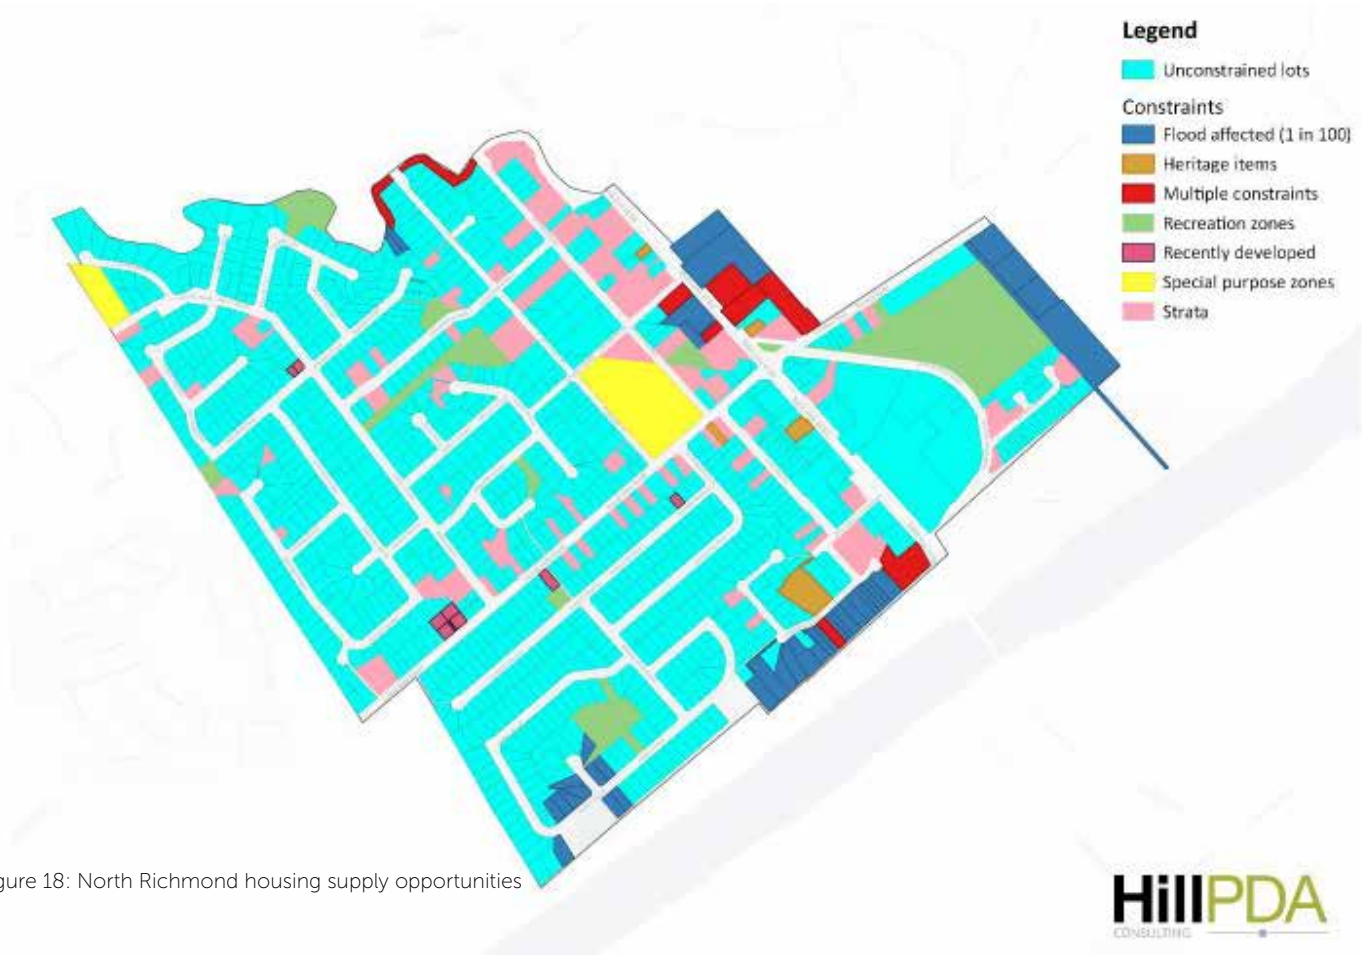 Legend
Unconstrained lots
Constraints
Flood affected (1 in 100)
Heritage items
Multiple constraints
Recreation zones
Recently developed
Special purpose zones
Strata
gure 18: North Richmond housing supply opportunities
HillPDA
CONSULTING